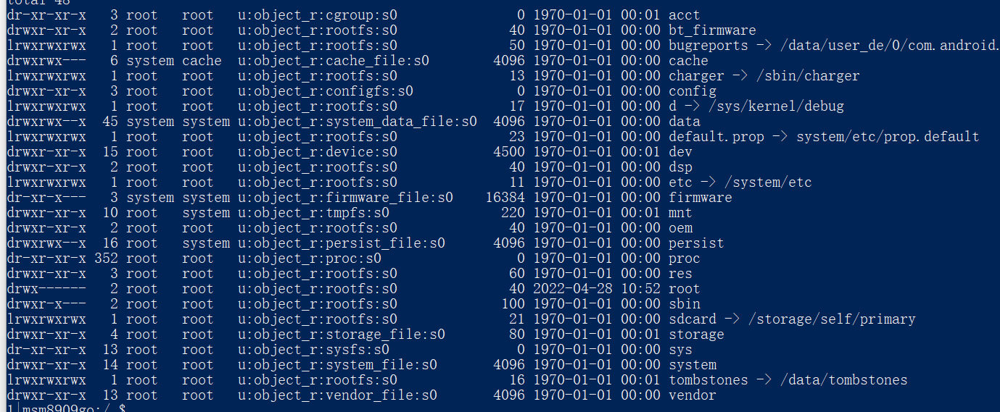 total 48
dr-xr-xr-x   3 root   root   u:object_r:cgroup:s0               0 1970-01-01 00:01 acct
drwxr-xr-x   2 root   root   u:object_r:rootfs:s0              40 1970-01-01 00:00 bt_firmware
lrwxrwxrwx   1 root   root   u:object_r:rootfs:s0              50 1970-01-01 00:00 bugreports -> /data/user_de/0/com.android.
drwxrwx---   6 system cache  u:object_r:cache_file:s0        4096 1970-01-01 00:00 cache
lrwxrwxrwx   1 root   root   u:object_r:rootfs:s0              13 1970-01-01 00:00 charger -> /sbin/charger
drwxr-xr-x   3 root   root   u:object_r:configfs:s0             0 1970-01-01 00:00 config
lrwxrwxrwx   1 root   root   u:object_r:rootfs:s0              17 1970-01-01 00:00 d -> /sys/kernel/debug
drwxrwx--x  45 system system u:object_r:system_data_file:s0  4096 1970-01-01 00:00 data
lrwxrwxrwx   1 root   root   u:object_r:rootfs:s0              23 1970-01-01 00:00 default.prop -> system/etc/prop.default
drwxr-xr-x  15 root   root   u:object_r:device:s0            4500 1970-01-01 00:01 dev
drwxr-xr-x   2 root   root   u:object_r:rootfs:s0              40 1970-01-01 00:00 dsp
lrwxrwxrwx   1 root   root   u:object_r:rootfs:s0              11 1970-01-01 00:00 etc -> /system/etc
dr-xr-x---   3 system system u:object_r:firmware_file:s0    16384 1970-01-01 00:00 firmware
drwxr-xr-x  10 root   system u:object_r:tmpfs:s0              220 1970-01-01 00:01 mnt
drwxr-xr-x   2 root   root   u:object_r:rootfs:s0              40 1970-01-01 00:00 oem
drwxrwx--x  16 root   system u:object_r:persist_file:s0      4096 1970-01-01 00:00 persist
dr-xr-xr-x 352 root   root   u:object_r:proc:s0                 0 1970-01-01 00:00 proc
drwxr-xr-x   3 root   root   u:object_r:rootfs:s0              60 1970-01-01 00:00 res
drwx------   2 root   root   u:object_r:rootfs:s0              40 2022-04-28 10:52 root
drwxr-x---   2 root   root   u:object_r:rootfs:s0             100 1970-01-01 00:00 sbin
lrwxrwxrwx   1 root   root   u:object_r:rootfs:s0              21 1970-01-01 00:00 sdcard -> /storage/self/primary
drwxr-xr-x   4 root   root   u:object_r:storage_file:s0        80 1970-01-01 00:01 storage
dr-xr-xr-x  13 root   root   u:object_r:sysfs:s0                0 1970-01-01 00:00 sys
drwxr-xr-x  14 root   root   u:object_r:system_file:s0       4096 1970-01-01 00:00 system
lrwxrwxrwx   1 root   root   u:object_r:rootfs:s0              16 1970-01-01 00:01 tombstones -> /data/tombstones
drwxr-xr-x  13 root   root   u:object_r:vendor_file:s0       4096 1970-01-01 00:00 vendor
1|msm8909go:/ $